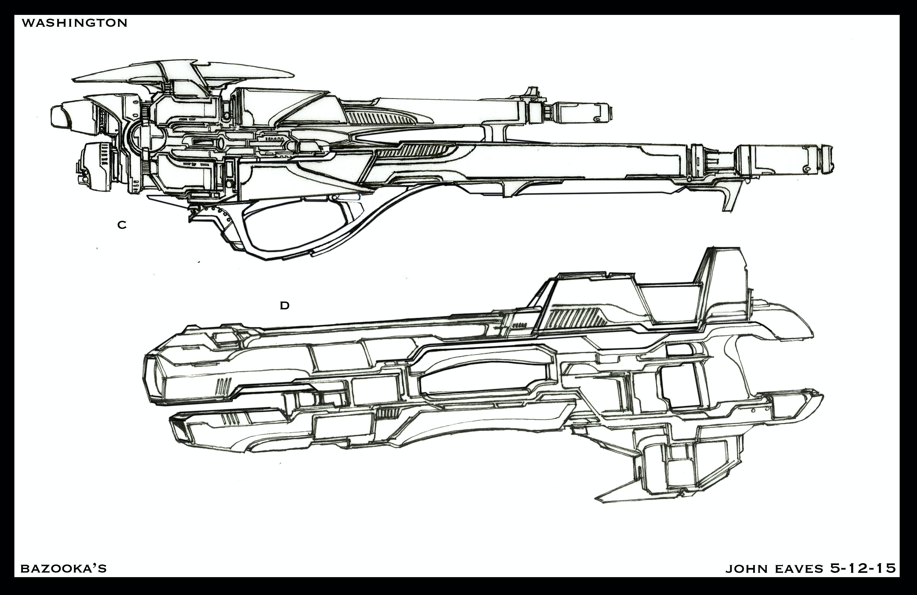 WASHINGTON
C
D
BAZOOKA'S
JOHN EAVES 5-12-15